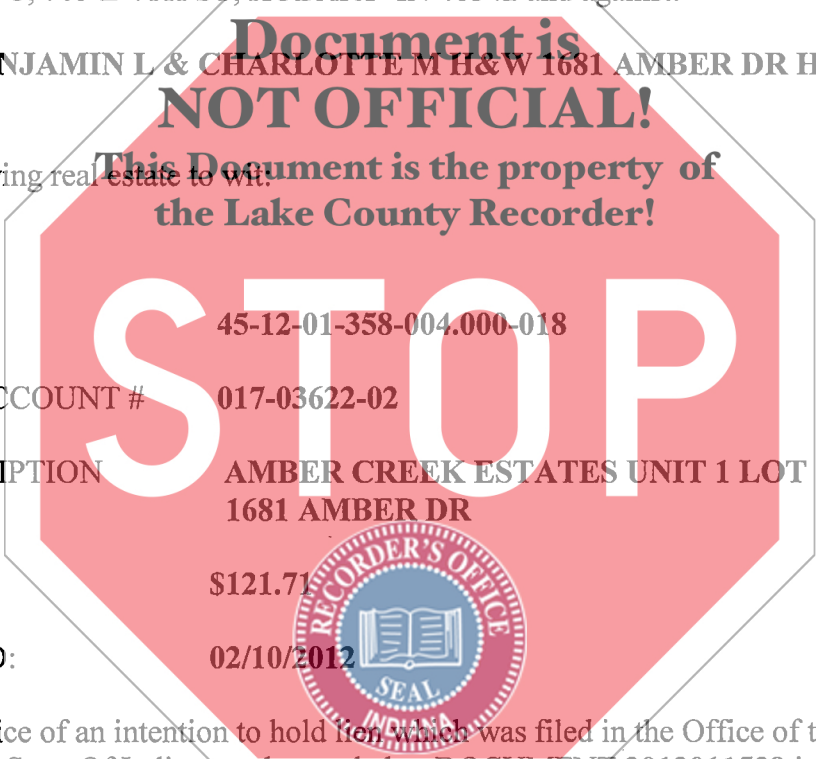 Document is
NJAMIN L & CHARLOTTE M H&W 1681 AMBER DR H
NOT OFFICIAL!
ing real estate to wit:
This Document is the property of
the Lake County Recorder!
STOP
45-12-01-358-004.000-018
CCOUNT # 017-03622-02
IPTION AMBER CREEK ESTATES UNIT 1 LOT
1681 AMBER DR
$121.71
RECORDER'S OFFICE
SEAL
INDIANA
D: 02/10/2012
ice of an intention to hold lien which was filed in the Office of t